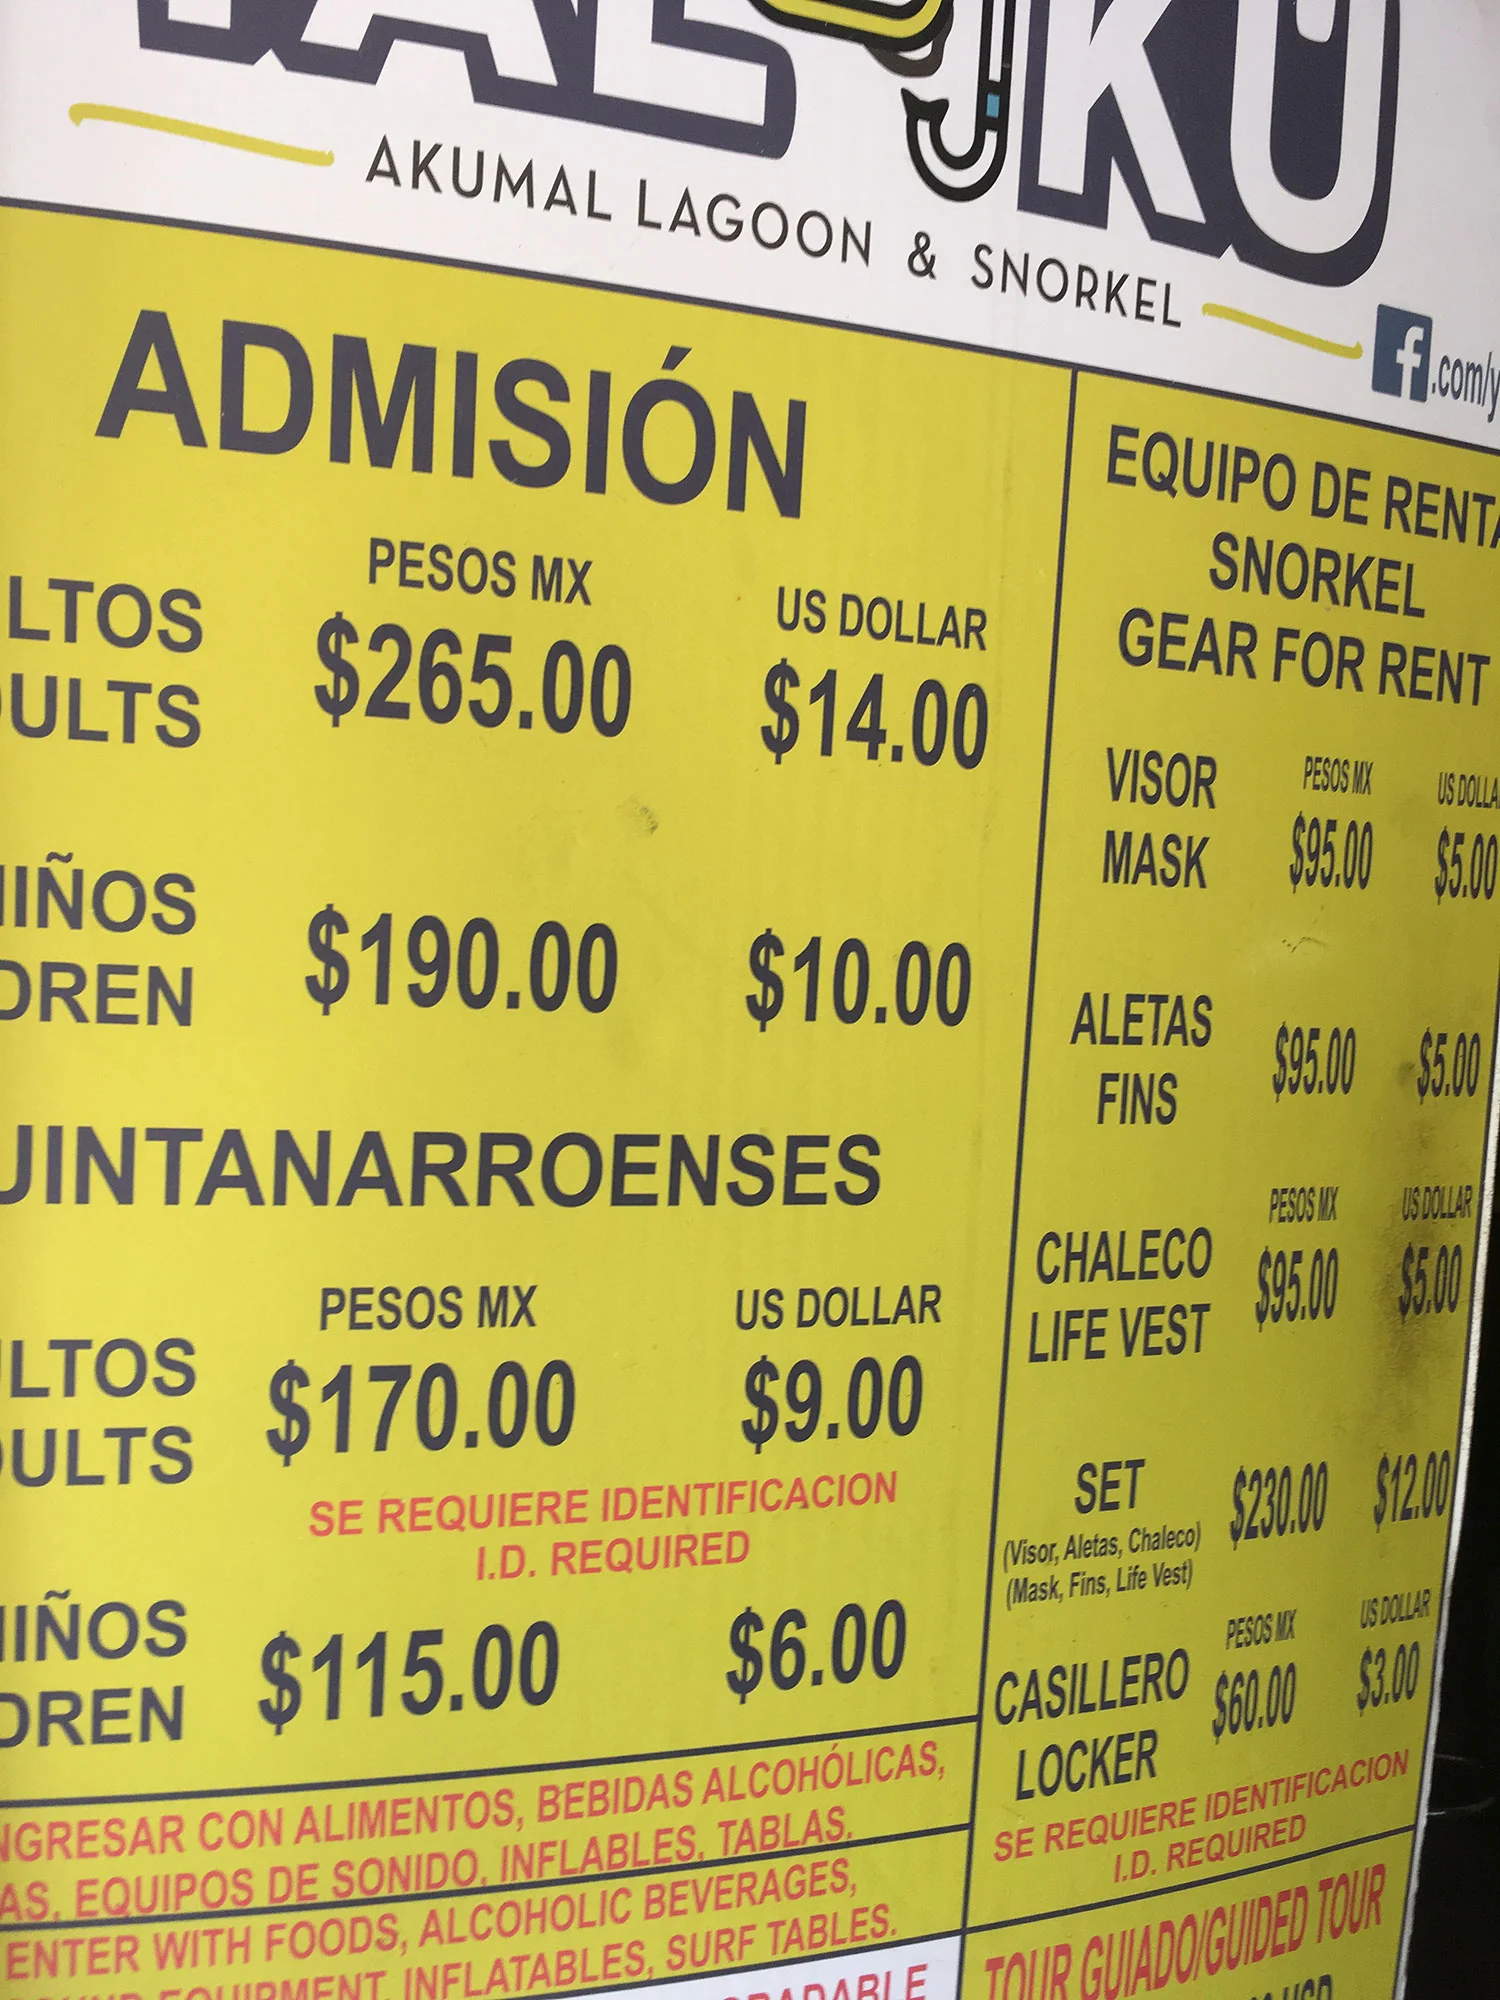 KU
AKUMAL LAGOON & SNORKEL
.com/y
ADMISIÓN
PESOS MX US DOLLAR
LTOS
ULTS $265.00 $14.00
IÑOS
DREN $190.00 $10.00
UINTANARROENSES
PESOS MX US DOLLAR
LTOS
ULTS $170.00 $9.00
SE REQUIERE IDENTIFICACION
I.D. REQUIRED
IÑOS
DREN $115.00 $6.00
NGRESAR CON ALIMENTOS, BEBIDAS ALCOHÓLICAS,
AS, EQUIPOS DE SONIDO, INFLABLES, TABLAS.
ENTER WITH FOODS, ALCOHOLIC BEVERAGES,
EQUIPMENT, INFLATABLES, SURF TABLES.
RADABLE
EQUIPO DE RENTA
SNORKEL
GEAR FOR RENT
PESOS MX US DOLLA
VISOR
MASK $95.00 $5.00
ALETAS
FINS $95.00 $5.00
PESOS MX US DOLLAR
CHALECO
LIFE VEST $95.00 $5.00
SET $230.00 $12.00
(Visor, Aletas, Chaleco)
(Mask, Fins, Life Vest)
PESOS MX US DOLLAR
CASILLERO
LOCKER $60.00 $3.00
SE REQUIERE IDENTIFICACION
I.D. REQUIRED
TOUR GUIADO/GUIDED TOUR
USD